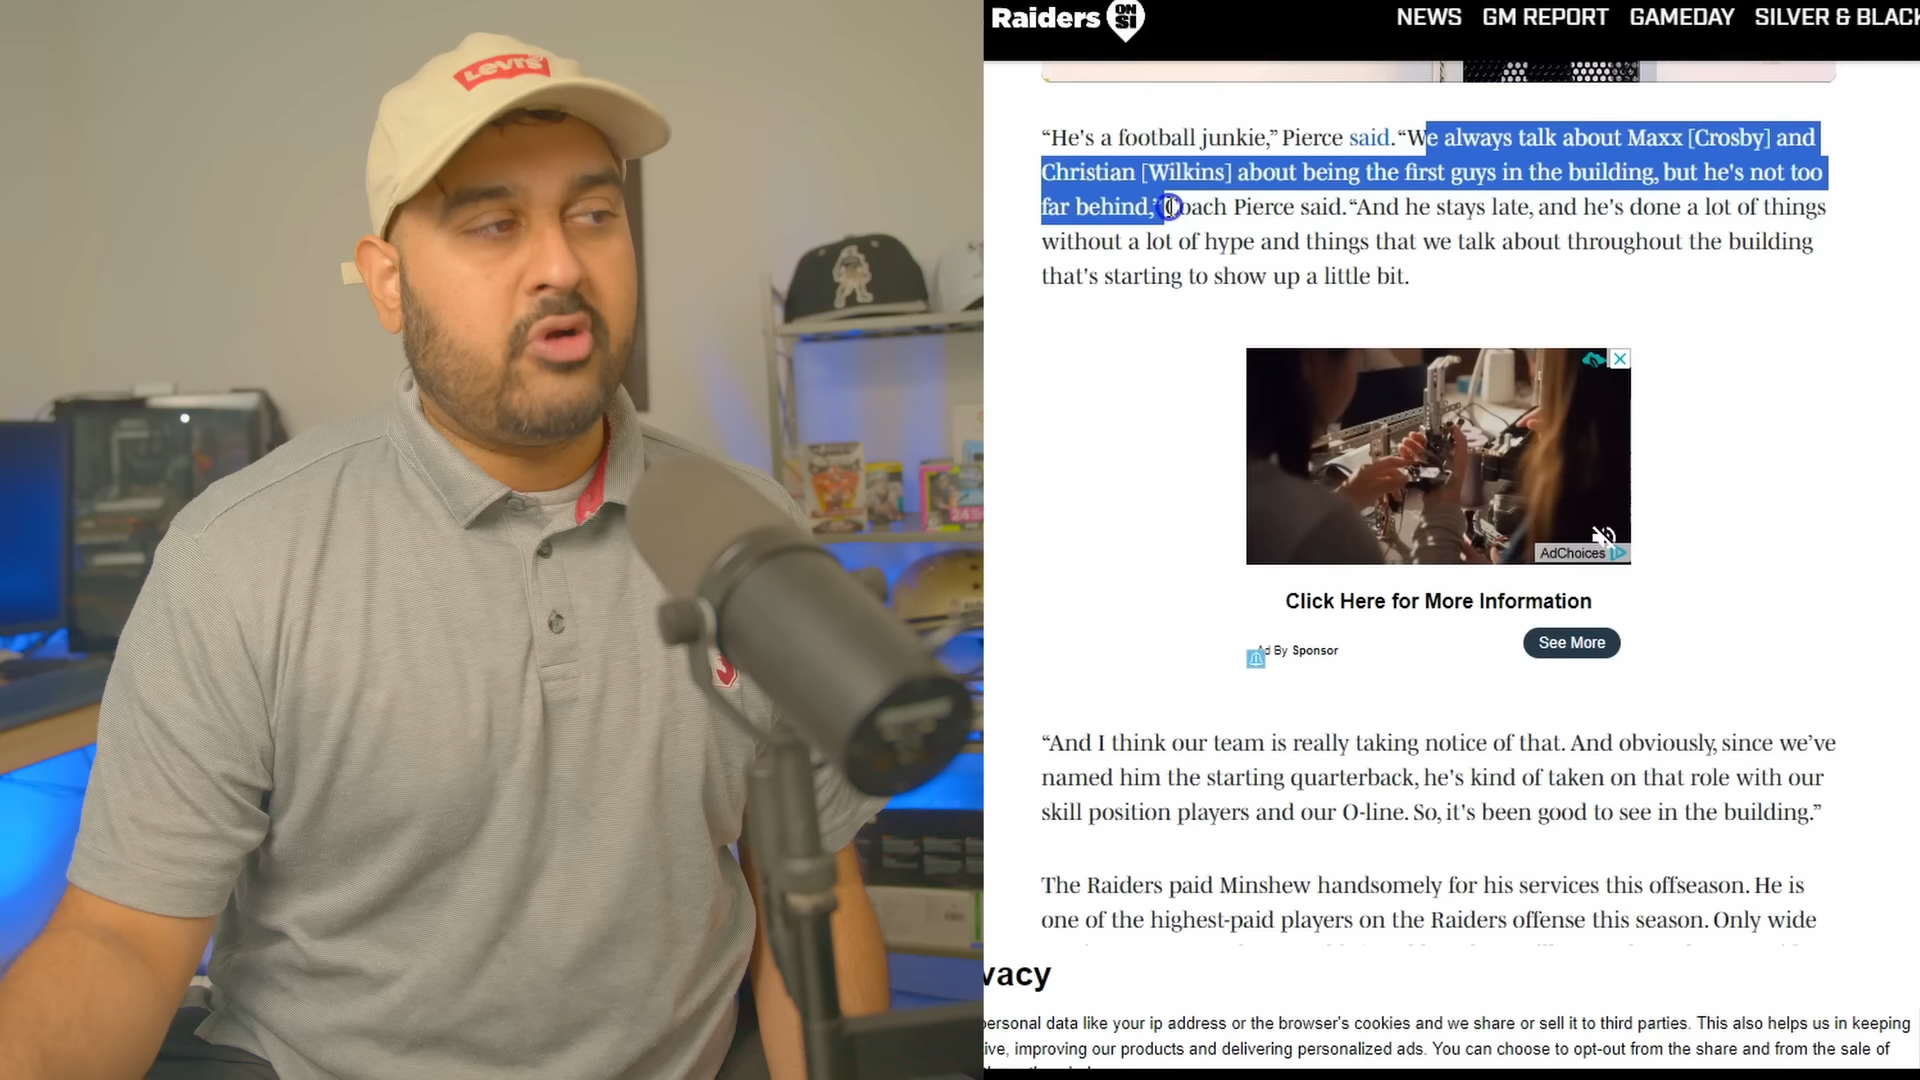 Levi's
Raiders ON SI
NEWS GM REPORT GAMEDAY SILVER & BLACK
“He's a football junkie,” Pierce said. “We always talk about Maxx [Crosby] and
Christian [Wilkins] about being the first guys in the building, but he's not too
far behind,” Coach Pierce said. “And he stays late, and he's done a lot of things
without a lot of hype and things that we talk about throughout the building
that's starting to show up a little bit.
AdChoices
Click Here for More Information
Ad By Sponsor
See More
“And I think our team is really taking notice of that. And obviously, since we’ve
named him the starting quarterback, he's kind of taken on that role with our
skill position players and our O-line. So, it's been good to see in the building.”
The Raiders paid Minshew handsomely for his services this offseason. He is
one of the highest-paid players on the Raiders offense this season. Only wide
vacy
personal data like your ip address or the browser's cookies and we share or sell it to third parties. This also helps us in keeping
ive, improving our products and delivering personalized ads. You can choose to opt-out from the share and from the sale of